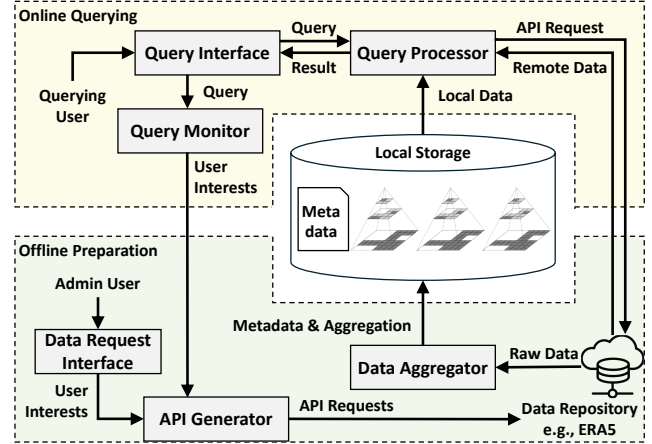 Online Querying
Query Interface
Query
Result
Query Processor
API Request
Remote Data
Querying
User
Query
Local Data
Query Monitor
User
Interests
Local Storage
Meta
data
Offline Preparation
Admin User
Metadata & Aggregation
Data Request
Interface
Data Aggregator
Raw Data
User
Interests
API Generator
API Requests
Data Repository
e.g., ERA5